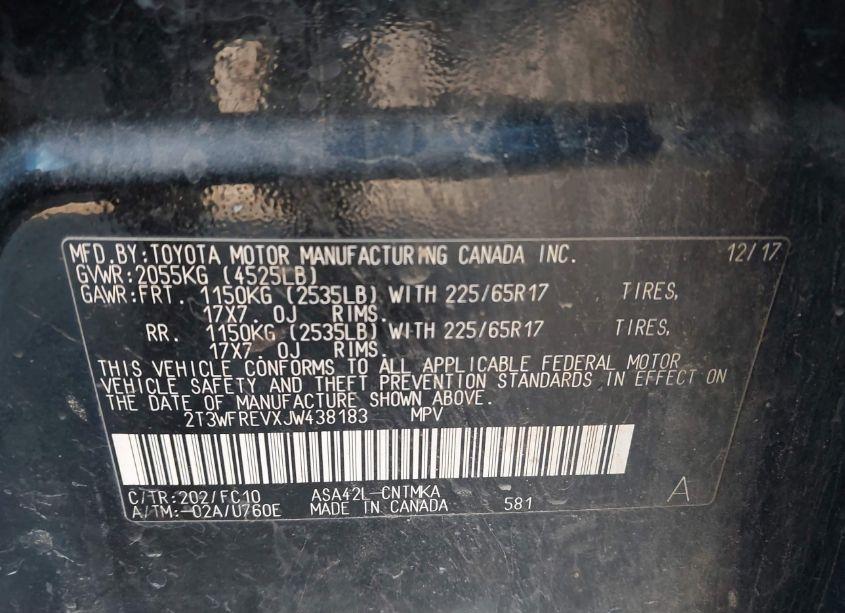 MFD.BY:TOYOTA MOTOR MANUFACTURING CANADA INC. 12/17
GVWR:2055KG (4525LB)
GAWR:FRT. 1150KG (2535LB) WITH 225/65R17 TIRES,
17X7.0J RIMS.
RR. 1150KG (2535LB) WITH 225/65R17 TIRES,
17X7.0J RIMS.
THIS VEHICLE CONFORMS TO ALL APPLICABLE FEDERAL MOTOR
VEHICLE SAFETY AND THEFT PREVENTION STANDARDS IN EFFECT ON
THE DATE OF MANUFACTURE SHOWN ABOVE.
2T3WFREVXJW438183 MPV
C/TR:202/FC10 ASA42L-CNTMKA A
A/TM:-02A/U760E MADE IN CANADA 581